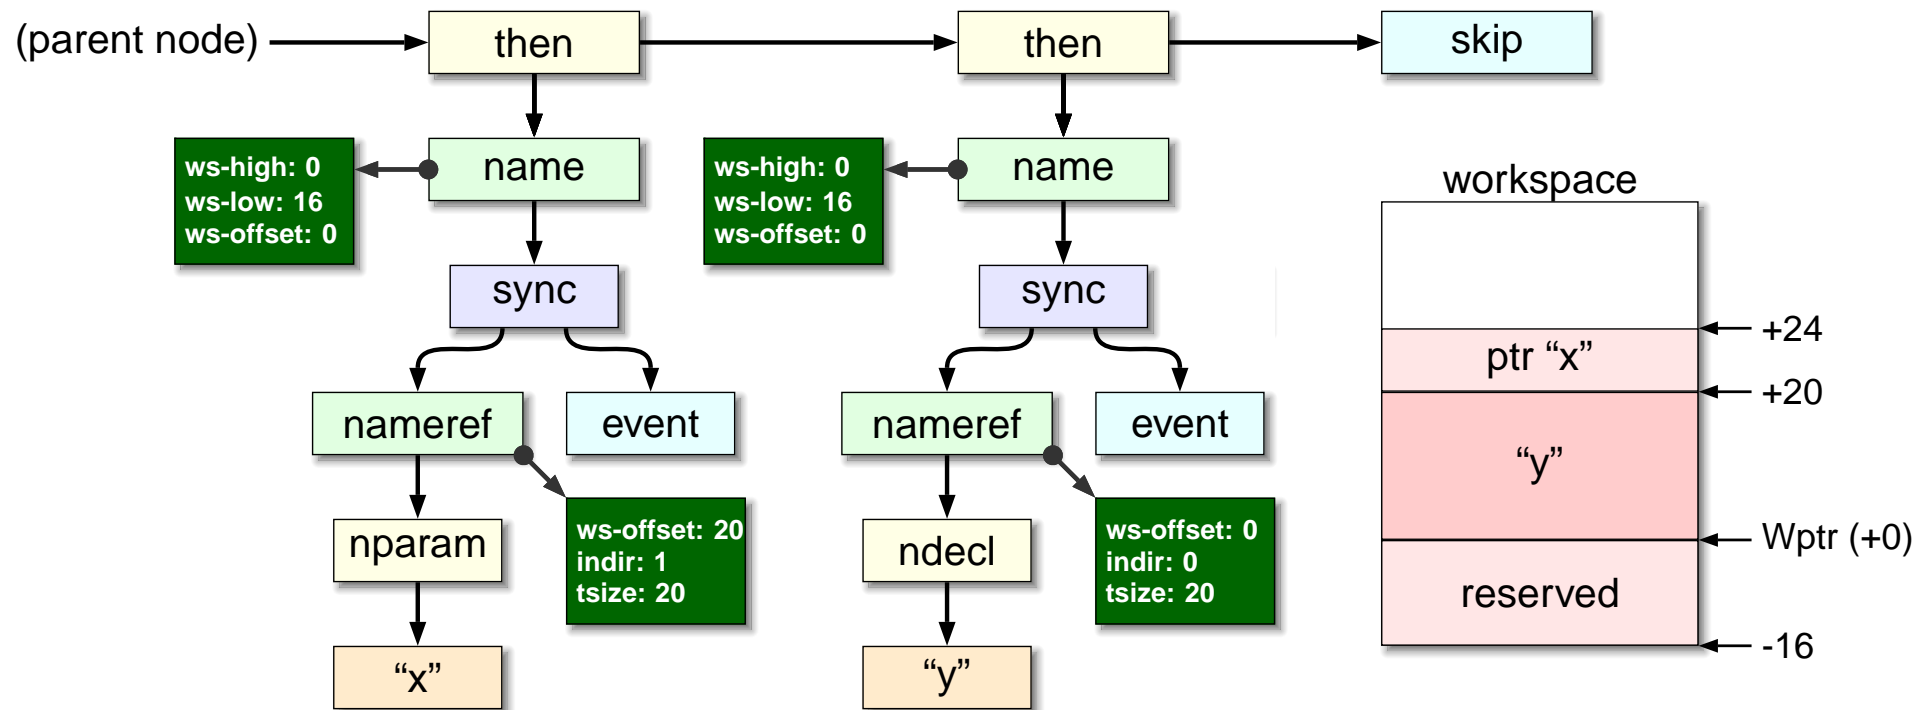 (parent node)
then
then
skip
ws-high: 0
ws-low: 16
ws-offset: 0
name
ws-high: 0
ws-low: 16
ws-offset: 0
name
workspace
sync
sync
+24
ptr “x”
+20
nameref
event
nameref
event
“y”
nparam
ws-offset: 20
indir: 1
tsize: 20
ndecl
ws-offset: 0
indir: 0
tsize: 20
Wptr (+0)
reserved
-16
“x”
“y”